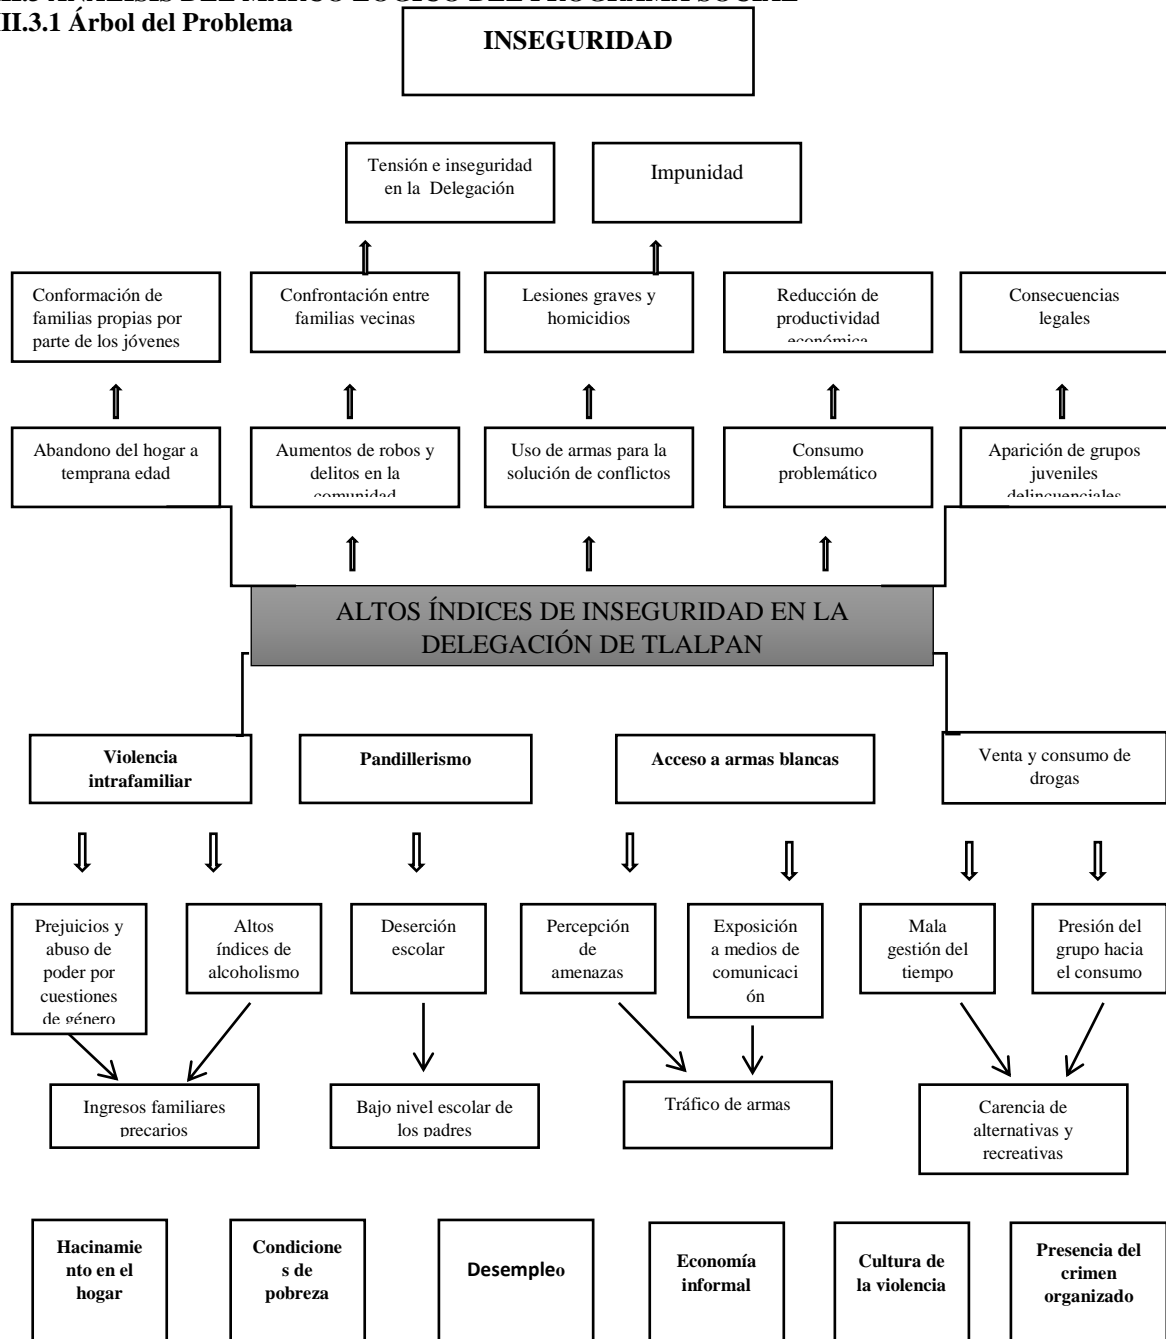 II.3.1 Árbol del Problema
INSEGURIDAD
Tensión e inseguridad
en la Delegación
Impunidad
Conformación de
familias propias por
parte de los jóvenes
Confrontación entre
familias vecinas
Lesiones graves y
homicidios
Reducción de
productividad
económica
Consecuencias
legales
Abandono del hogar a
temprana edad
Aumentos de robos y
delitos en la
comunidad
Uso de armas para la
solución de conflictos
Consumo
problemático
Aparición de grupos
juveniles
delincuenciales
ALTOS ÍNDICES DE INSEGURIDAD EN LA
DELEGACIÓN DE TLALPAN
Violencia
intrafamiliar
Pandillerismo
Acceso a armas blancas
Venta y consumo de
drogas
Prejuicios y
abuso de
poder por
cuestiones
de género
Altos
índices de
alcoholismo
Deserción
escolar
Percepción
de
amenazas
Exposición
a medios de
comunicaci
ón
Mala
gestión del
tiempo
Presión del
grupo hacia
el consumo
Ingresos familiares
precarios
Bajo nivel escolar de
los padres
Tráfico de armas
Carencia de
alternativas y
recreativas
Hacinamie
nto en el
hogar
Condicione
s de
pobreza
Desempleo
Economía
informal
Cultura de
la violencia
Presencia del
crimen
organizado